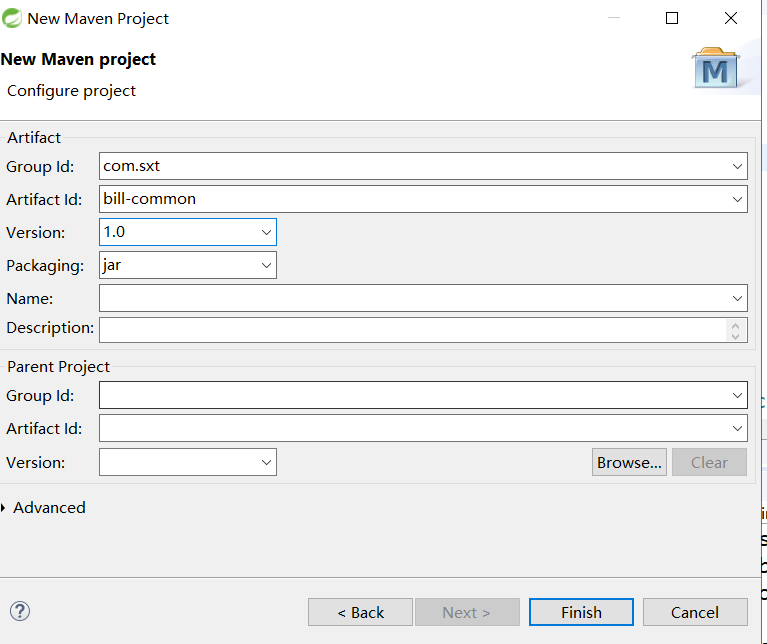 New Maven Project
New Maven project
Configure project
M
Artifact
Group Id: com.sxt
Artifact Id: bill-common
Version: 1.0
Packaging: jar
Name:
Description:
Parent Project
Group Id:
Artifact Id:
Version:
Browse... Clear
Advanced
?
< Back Next > Finish Cancel